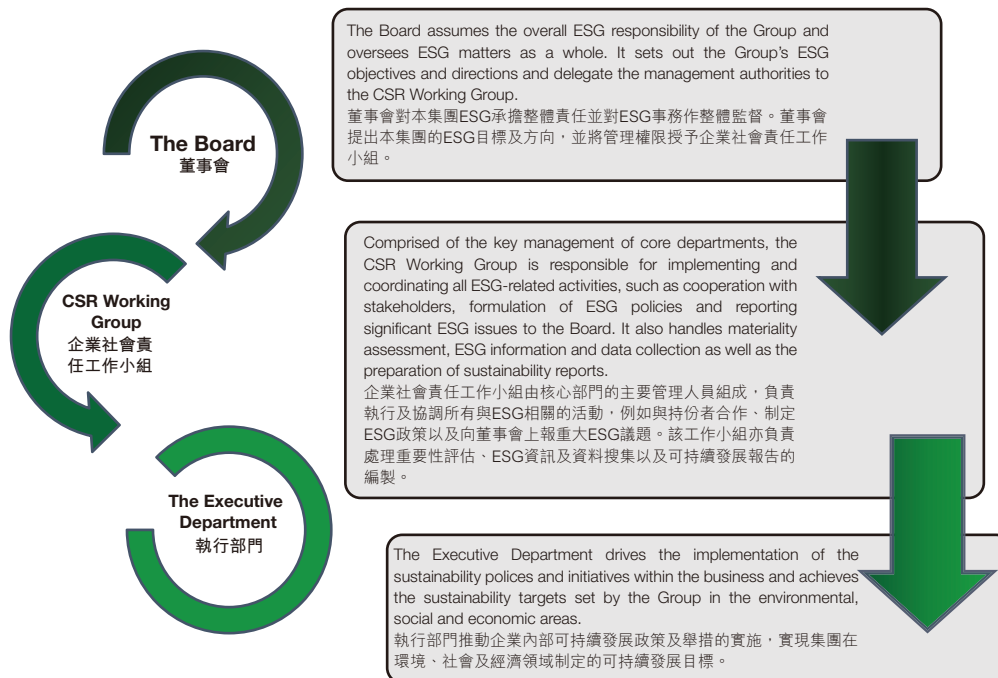 The Board
董事會
The Board assumes the overall ESG responsibility of the Group and
oversees ESG matters as a whole. It sets out the Group's ESG
objectives and directions and delegate the management authorities to
the CSR Working Group.
董事會對本集團ESG承擔整體責任並對ESG事務作整體監督。董事會
提出本集團的ESG目標及方向，並將管理權限授予企業社會責任工作
小組。
CSR Working
Group
企業社會責
任工作小組
Comprised of the key management of core departments, the
CSR Working Group is responsible for implementing and
coordinating all ESG-related activities, such as cooperation with
stakeholders, formulation of ESG policies and reporting
significant ESG issues to the Board. It also handles materiality
assessment, ESG information and data collection as well as the
preparation of sustainability reports.
企業社會責任工作小組由核心部門的主要管理人員組成，負責
執行及協調所有與ESG相關的活動，例如與持份者合作、制定
ESG政策以及向董事會上報重大ESG議題。該工作小組亦負責
處理重要性評估、ESG資訊及資料搜集以及可持續發展報告的
編製。
The Executive
Department
執行部門
The Executive Department drives the implementation of the
sustainability polices and initiatives within the business and achieves
the sustainability targets set by the Group in the environmental,
social and economic areas.
執行部門推動企業內部可持續發展政策及舉措的實施，實現集團在
環境、社會及經濟領域制定的可持續發展目標。